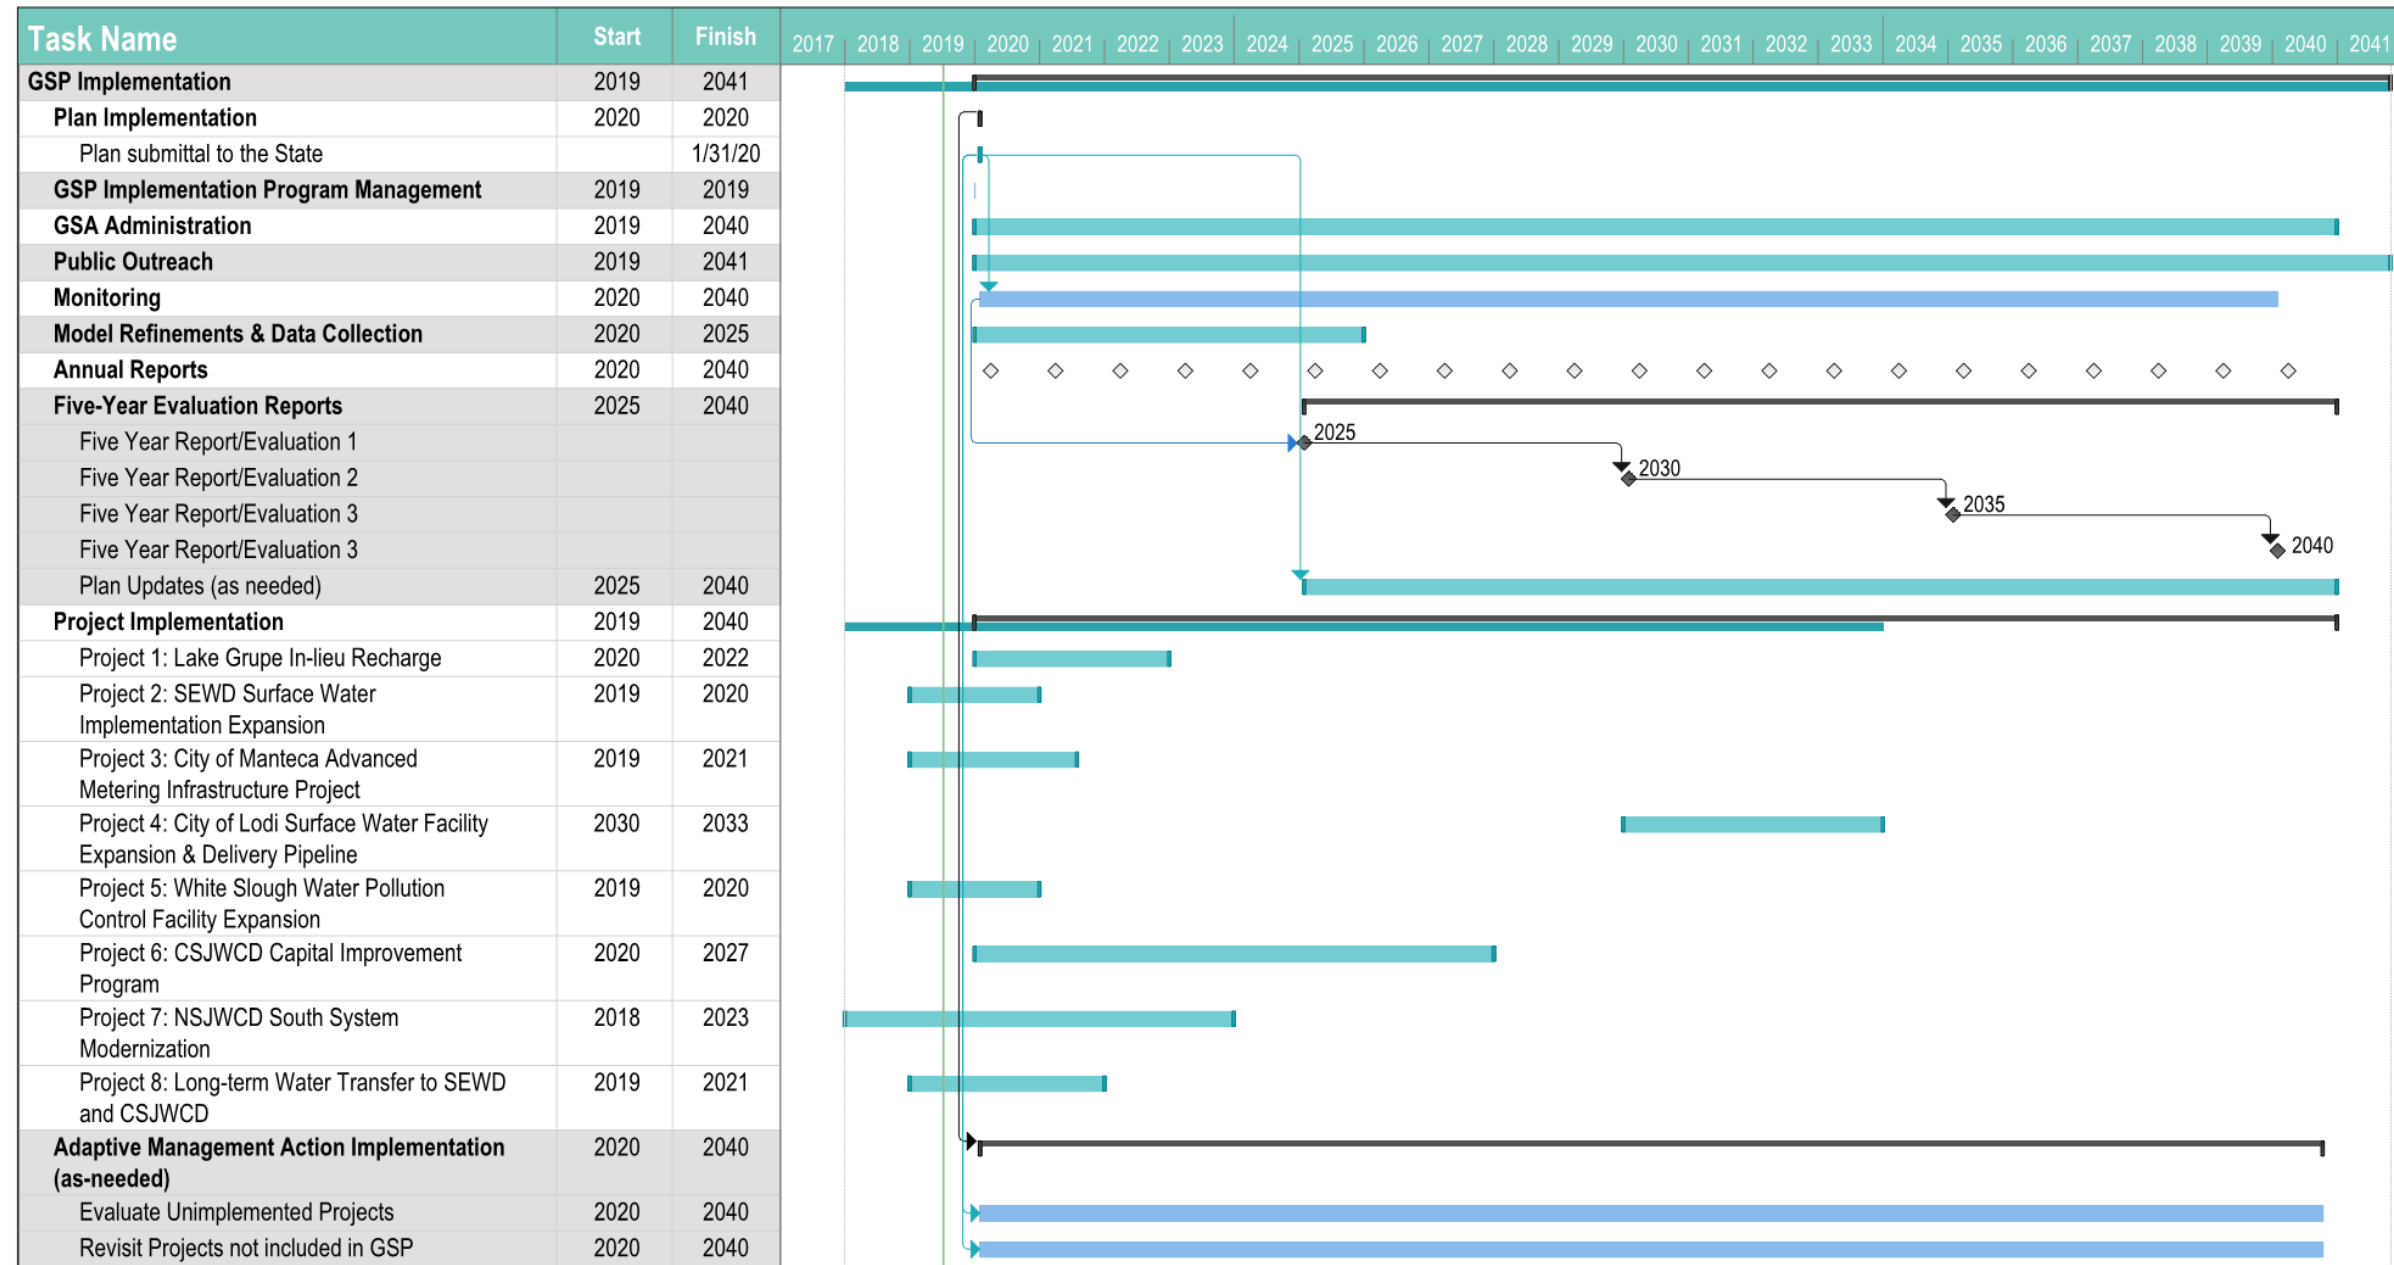 Task Name Start Finish 2017 2018 2019 2020 2021 2022 2023 2024 2025 2026 2027 2028 2029 2030 2031 2032 2033 2034 2035 2036 2037 2038 2039 2040 2041
GSP Implementation 2019 2041
Plan Implementation 2020 2020
Plan submittal to the State 1/31/20
GSP Implementation Program Management 2019 2019
GSA Administration 2019 2040
Public Outreach 2019 2041
Monitoring 2020 2040
Model Refinements & Data Collection 2020 2025
Annual Reports 2020 2040
Five-Year Evaluation Reports 2025 2040
Five Year Report/Evaluation 1 2025
Five Year Report/Evaluation 2 2030
Five Year Report/Evaluation 3 2035
Five Year Report/Evaluation 3 2040
Plan Updates (as needed) 2025 2040
Project Implementation 2019 2040
Project 1: Lake Grupe In-lieu Recharge 2020 2022
Project 2: SEWD Surface Water 2019 2020
Implementation Expansion
Project 3: City of Manteca Advanced 2019 2021
Metering Infrastructure Project
Project 4: City of Lodi Surface Water Facility 2030 2033
Expansion & Delivery Pipeline
Project 5: White Slough Water Pollution 2019 2020
Control Facility Expansion
Project 6: CSJWCD Capital Improvement 2020 2027
Program
Project 7: NSJWCD South System 2018 2023
Modernization
Project 8: Long-term Water Transfer to SEWD 2019 2021
and CSJWCD
Adaptive Management Action Implementation 2020 2040
(as-needed)
Evaluate Unimplemented Projects 2020 2040
Revisit Projects not included in GSP 2020 2040